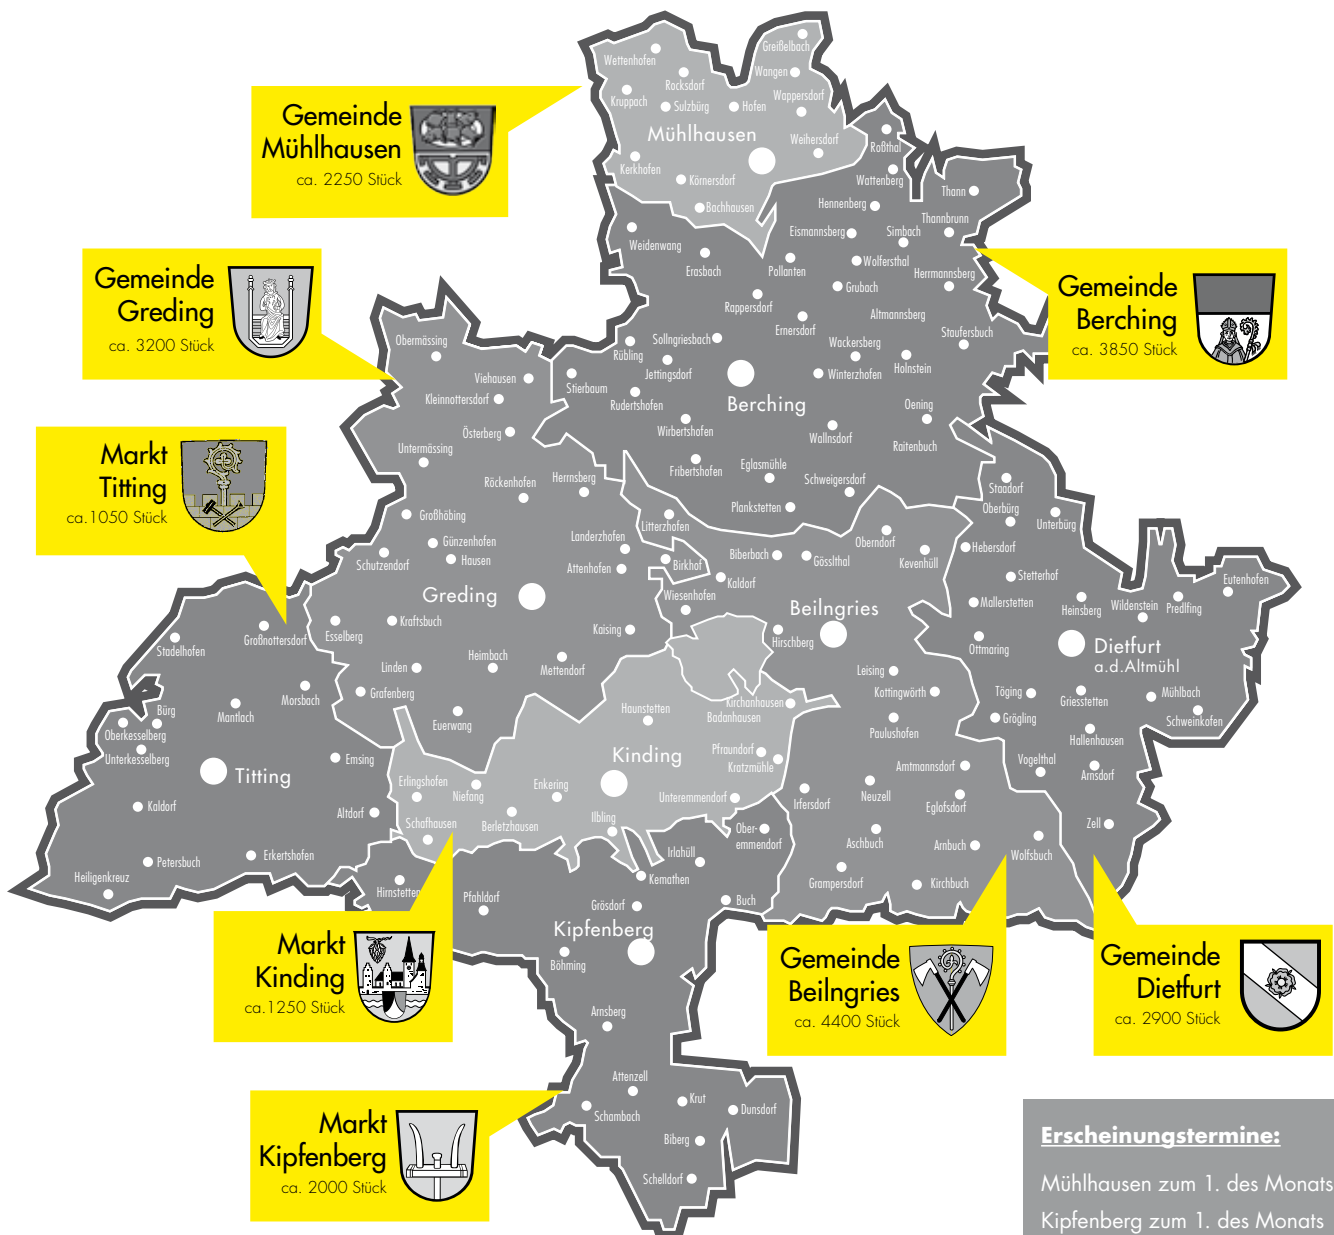 Gemeinde
Mühlhausen
ca. 2250 Stück
Gemeinde
Greding
ca. 3200 Stück
Markt
Titting
ca.1050 Stück
Gemeinde
Berching
ca. 3850 Stück
Wettenhofen
Greißelbach
Rocksdorf
Wangen
Kruppach
Sulzbürg
Hofen
Wappersdorf
Mühlhausen
Weihersdorf
Kerkhofen
Körnersdorf
Bachhausen
Roßthal
Wattenberg
Thann
Hennenberg
Thannbrunn
Weidenwang
Eismannsberg
Simbach
Erasbach
Pollanten
Wolfersthal
Herrmannsberg
Grubach
Rappersdorf
Altmannsberg
Ernersdorf
Staufersbuch
Sollngriesbach
Rübling
Wackersberg
Holnstein
Jettingsdorf
Winterzhofen
Stierbaum
Berching
Rudertshofen
Oening
Wirbertshofen
Wallnsdorf
Raitenbuch
Fribertshofen
Eglasmühle
Schweigersdorf
Plankstetten
Obermässing
Viehausen
Kleinnottersdorf
Österberg
Untermässing
Röckenhofen
Herrnsberg
Großhöbing
Günzenhofen
Landerzhofen
Schutzendorf
Hausen
Attenhofen
Greding
Esselberg
Kraftsbuch
Kaising
Linden
Heimbach
Mettendorf
Grafenberg
Euerwang
Litterzhofen
Birkhof
Biberbach
Gösslthal
Oberndorf
Kevenhüll
Kaldorf
Wiesenhofen
Beilngries
Hirschberg
Leising
Kottingwörth
Paulushofen
Amtmannsdorf
Neuzell
Irfersdorf
Eglofsdorf
Aschbuch
Arnbuch
Wolfsbuch
Grampersdorf
Kirchbuch
Staadorf
Oberbürg
Unterbürg
Hebersdorf
Stetterhof
Eutenhofen
Mallerstetten
Heinsberg
Wildenstein
Predlfing
Ottmaring
Dietfurt
a.d.Altmühl
Töging
Griesstetten
Mühlbach
Grögling
Schweinkofen
Hallenhausen
Vogelthal
Arnsdorf
Zell
Großnottersdorf
Stadelhofen
Morsbach
Mantlach
Bürg
Oberkesselberg
Unterkesselberg
Emsing
Titting
Kaldorf
Altdorf
Petersbuch
Erkertshofen
Heiligenkreuz
Haunstetten
Kirchanhausen
Badanhausen
Kinding
Pfraundorf
Kratzmühle
Erlingshofen
Niefang
Enkering
Unteremmendorf
Schafhausen
Berletzhausen
Ilbling
Ober-
emmendorf
Irlahüll
Hirnstetten
Pfahldorf
Kemathen
Buch
Grösdorf
Kipfenberg
Böhming
Arnsberg
Attenzell
Schambach
Krut
Dunsdorf
Biberg
Schelldorf
Markt
Kinding
ca.1250 Stück
Gemeinde
Beilngries
ca. 4400 Stück
Gemeinde
Dietfurt
ca. 2900 Stück
Markt
Kipfenberg
ca. 2000 Stück
Erscheinungstermine:
Mühlhausen zum 1. des Monats
Kipfenberg zum 1. des Monats